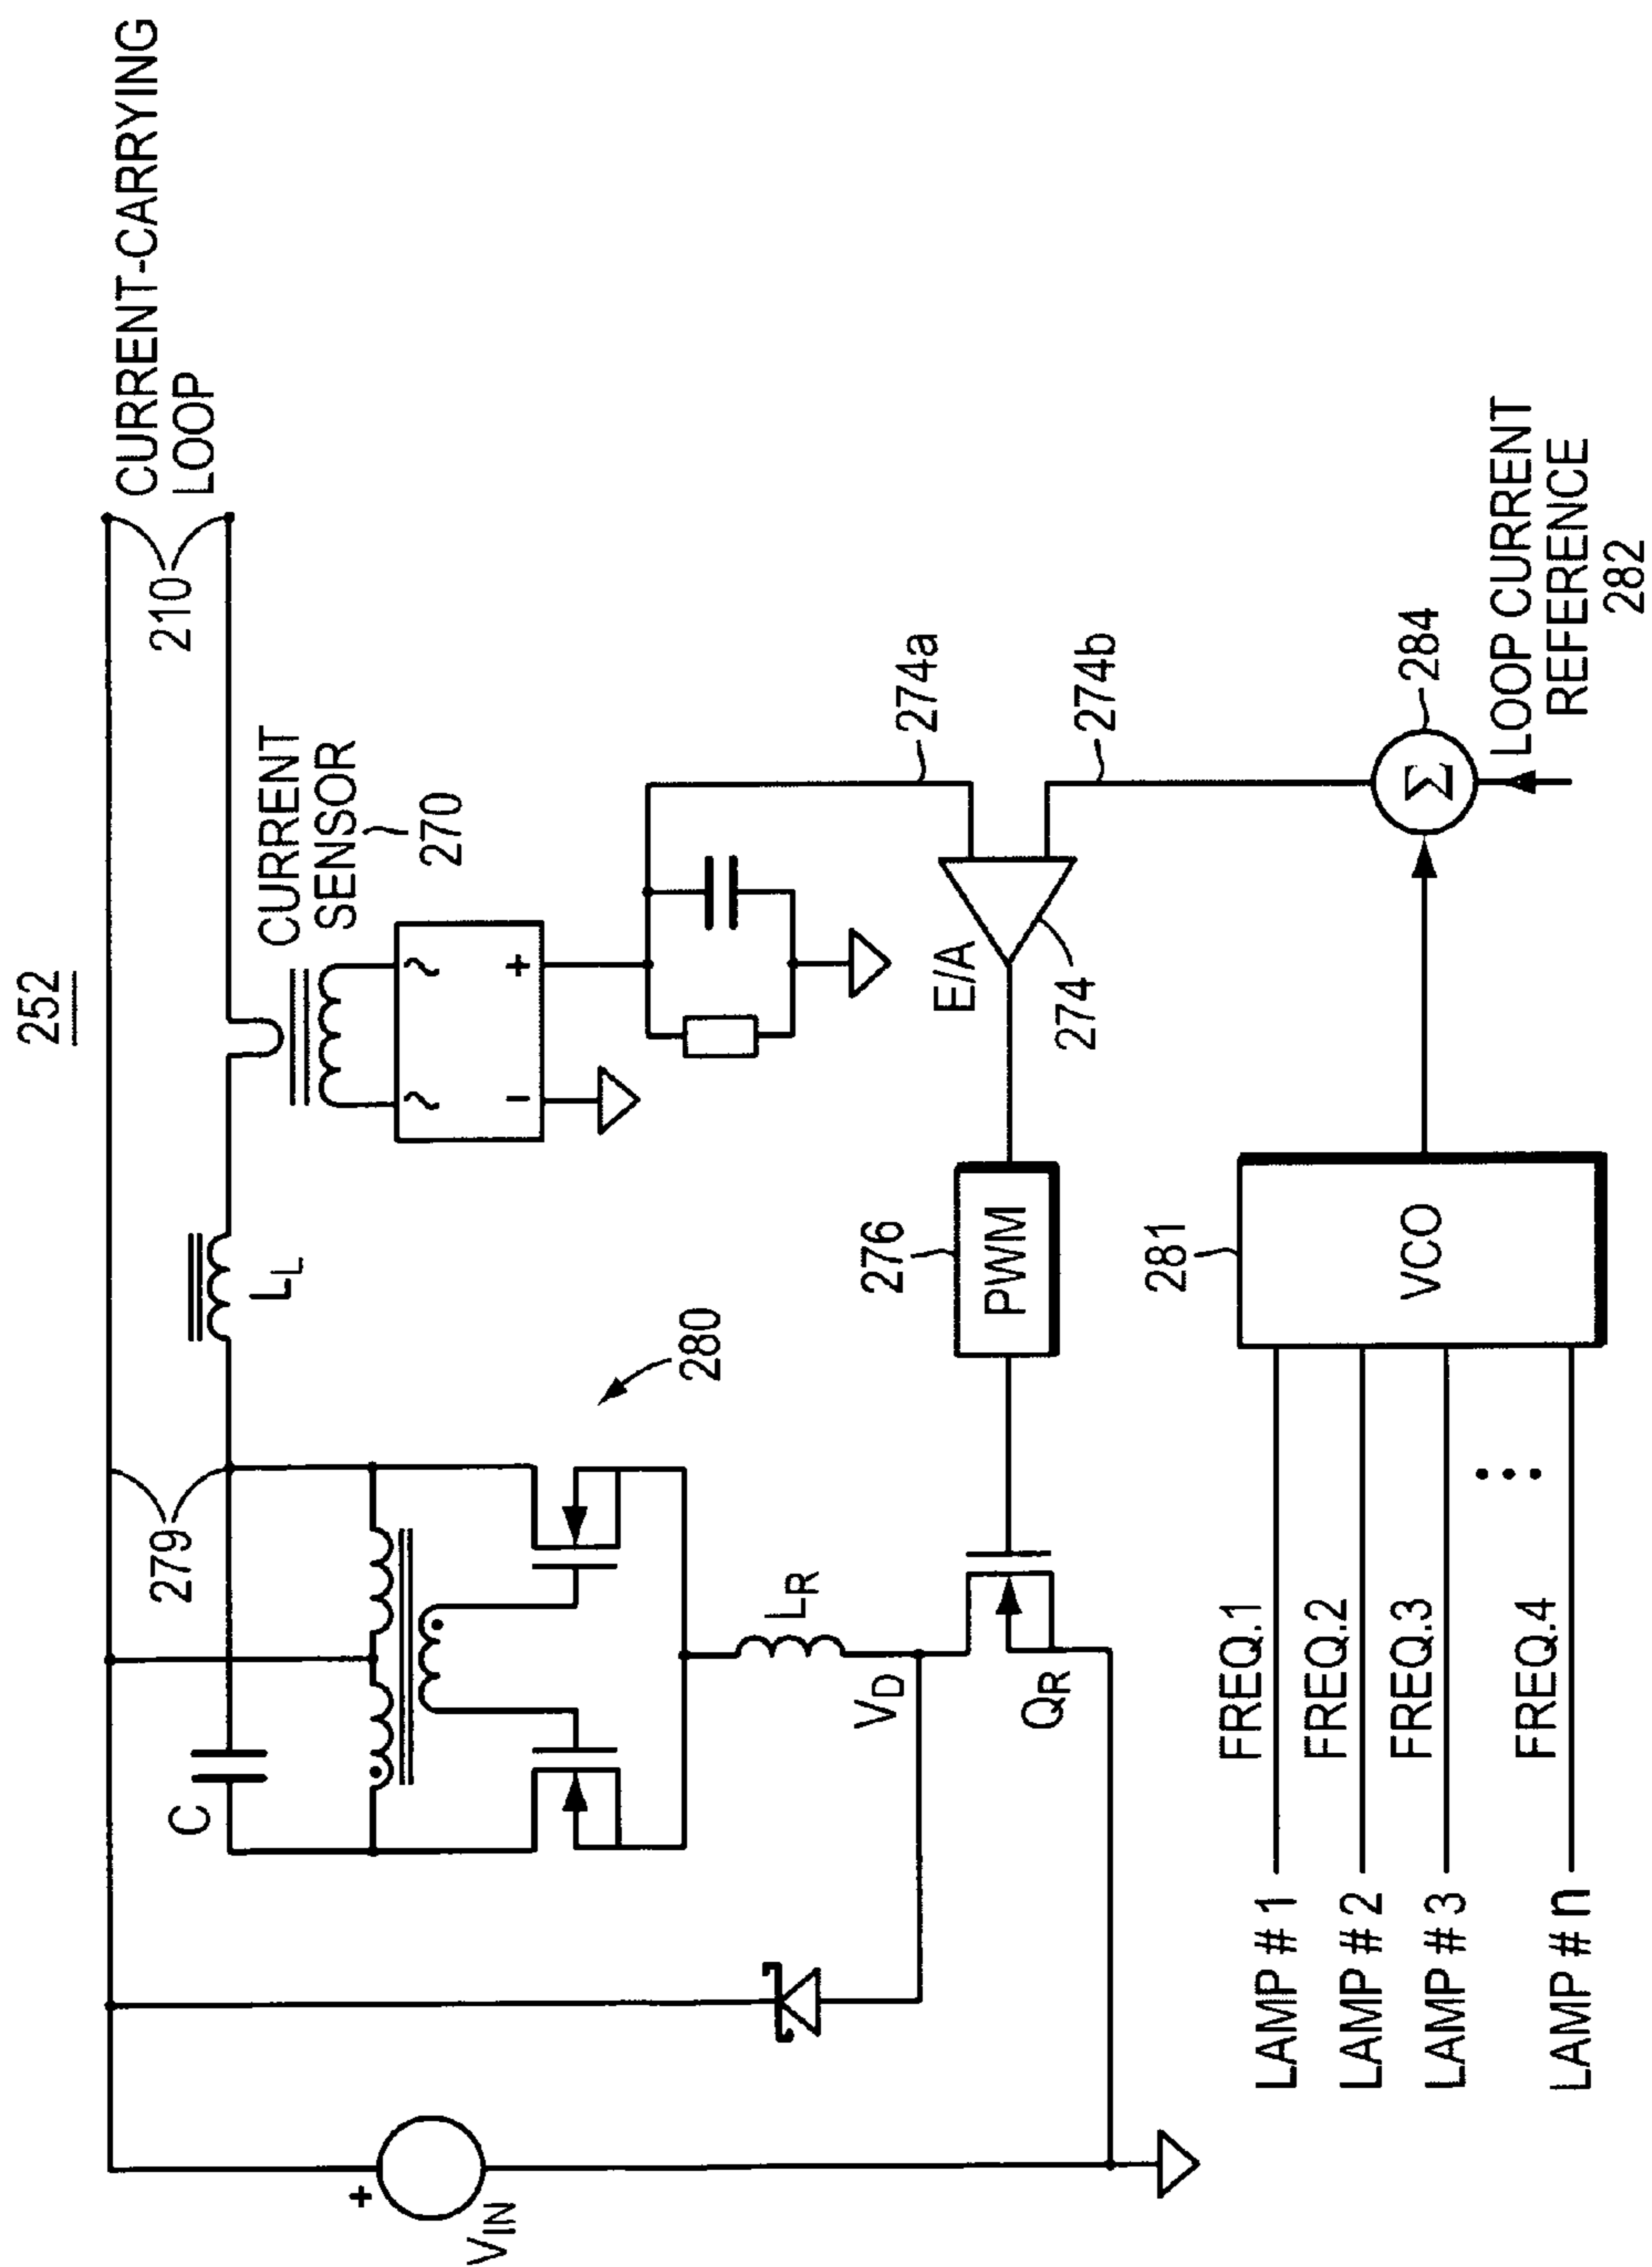 252
CURRENT-CARRYING
LOOP
210
279
C
L_L
CURRENT
SENSOR
270
~ ~
- +
280
+
V_IN
L_R
V_D
Q_R
276
PWM
E/A
274
274a
274b
LAMP # 1 FREQ.1
LAMP # 2 FREQ.2
LAMP # 3 FREQ.3
LAMP # n FREQ.4
281
VCO
Σ
284
LOOP CURRENT
REFERENCE
282